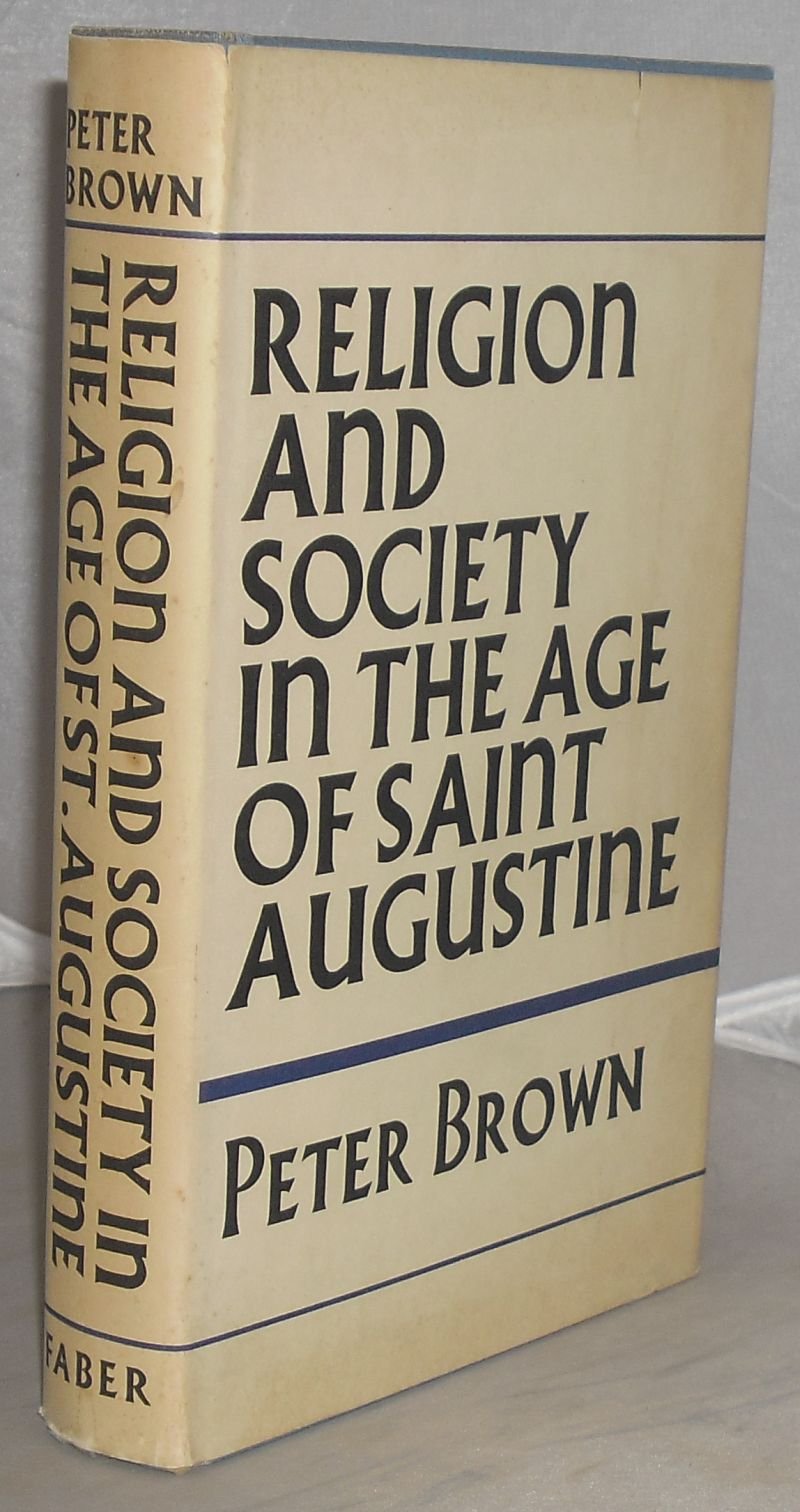 PETER
BROWN
RELIGION AND SOCIETY IN
THE AGE OF ST. AUGUSTINE
FABER
RELIGION
AND
SOCIETY
IN THE AGE
OF SAINT
AUGUSTINE
PETER BROWN